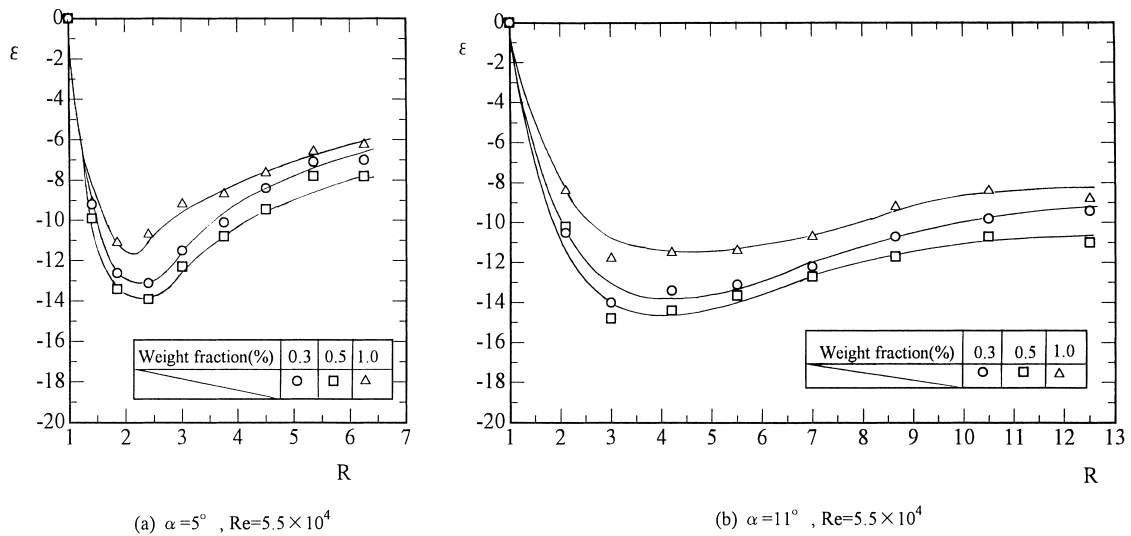 0
-2
-4
-6
-8
-10
-12
-14
-16
-18
-20
ε
1 2 3 4 5 6 7
R
Weight fraction(%) 0.3 0.5 1.0
(a) α=5° , Re=5.5×10⁴
0
-2
-4
-6
-8
-10
-12
-14
-16
-18
-20
ε
1 2 3 4 5 6 7 8 9 10 11 12 13
R
Weight fraction(%) 0.3 0.5 1.0
(b) α=11° , Re=5.5×10⁴